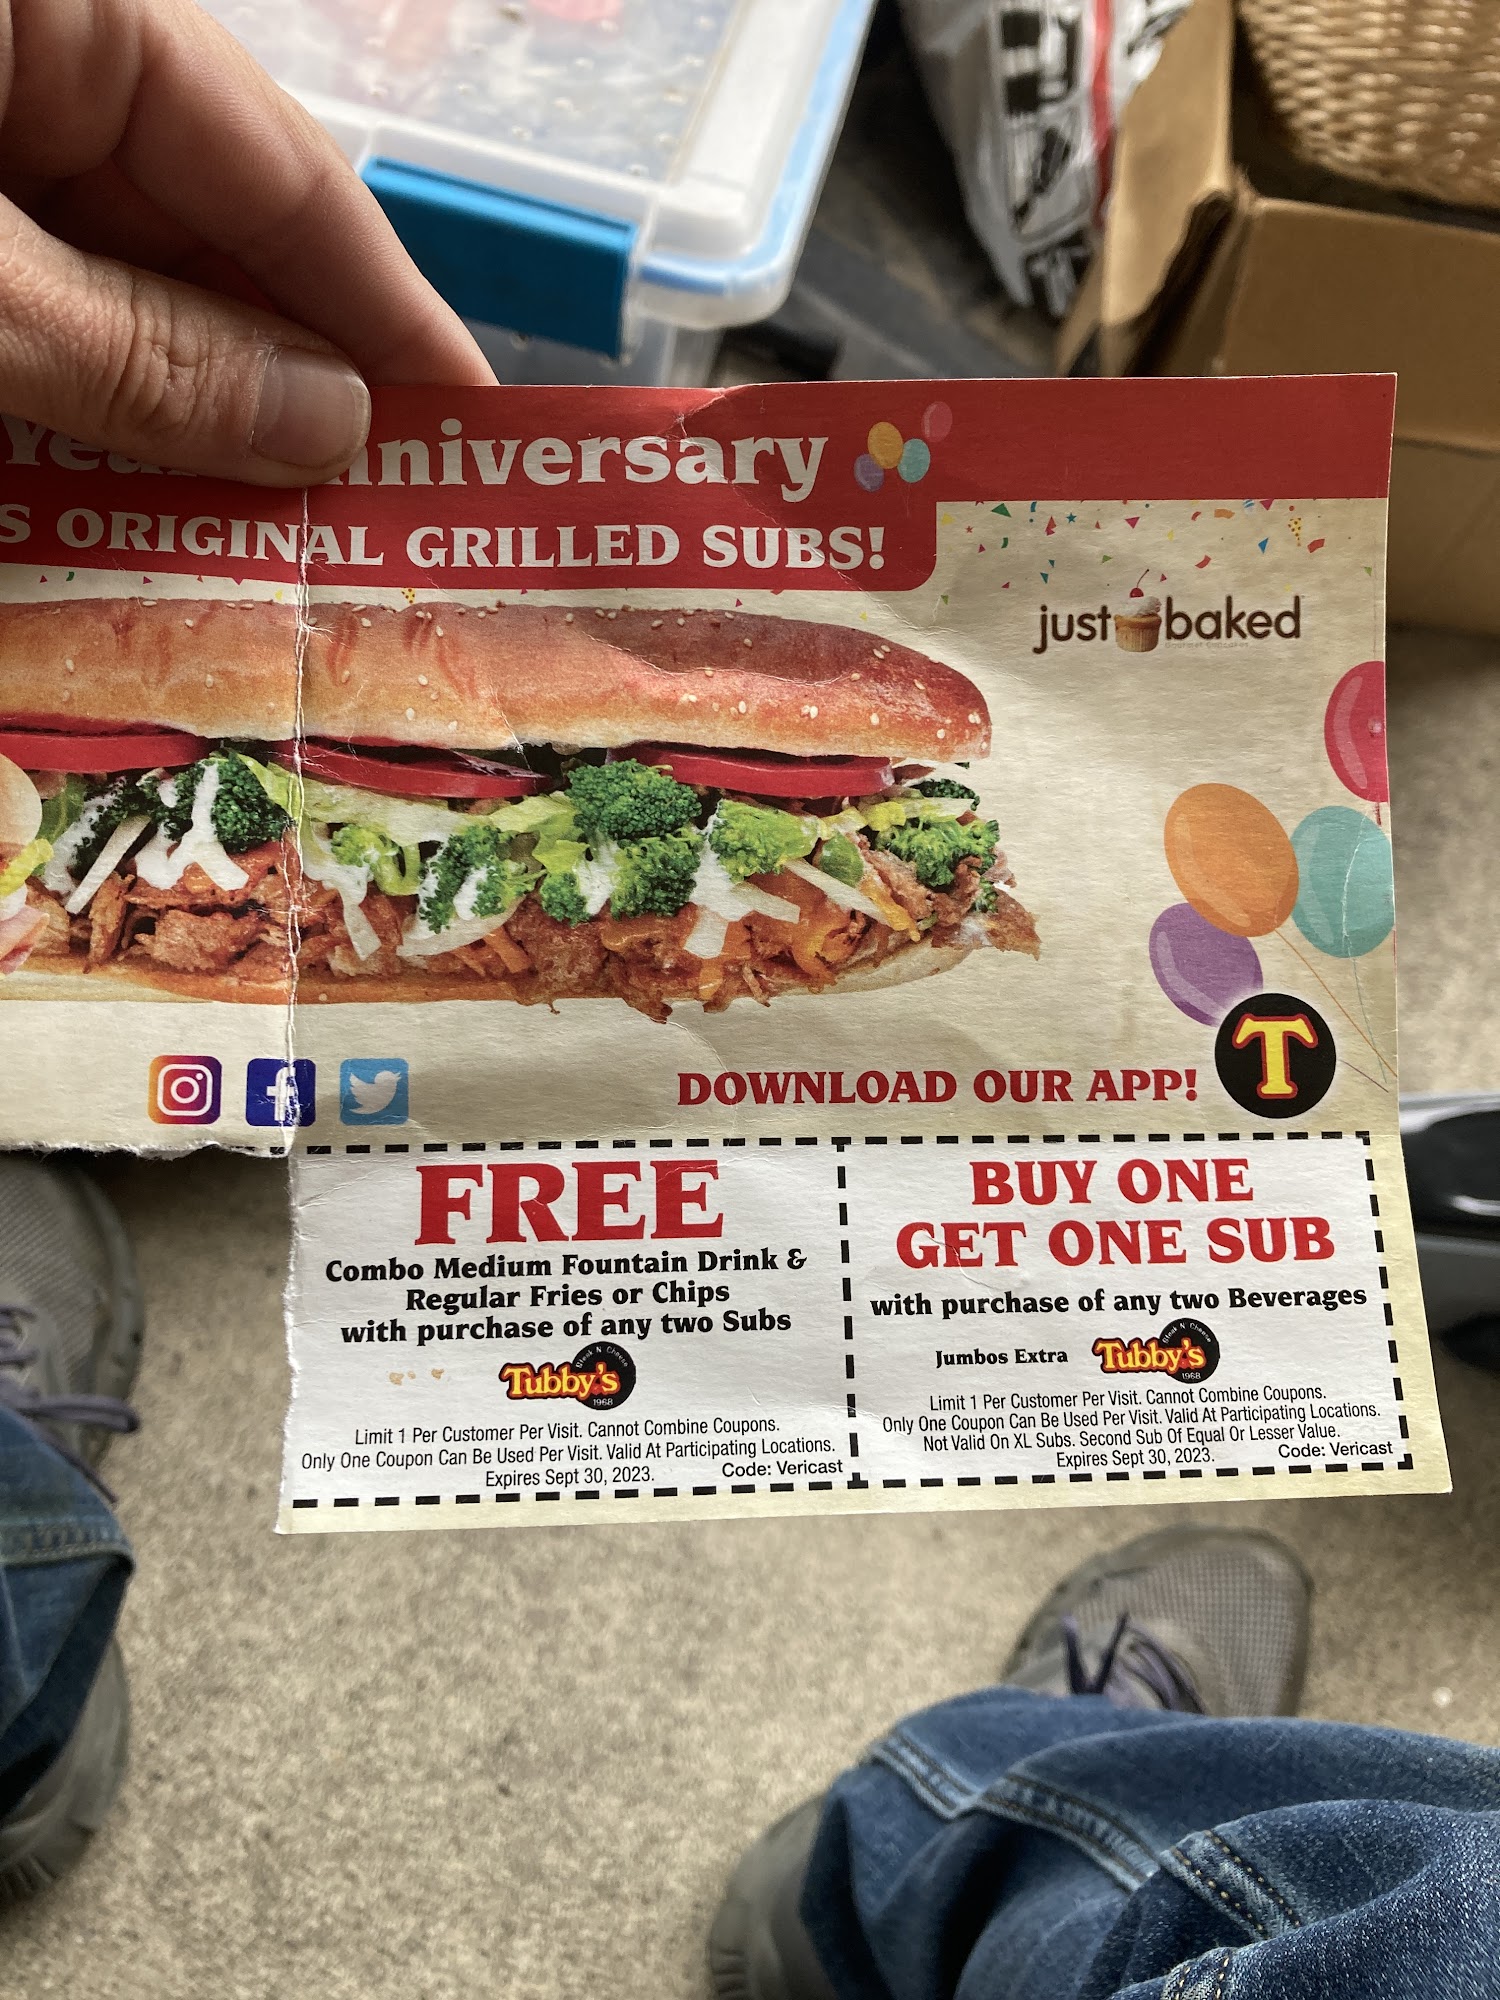 nniversary
S ORIGINAL GRILLED SUBS!
just baked
DOWNLOAD OUR APP!
T
FREE
Combo Medium Fountain Drink &
Regular Fries or Chips
with purchase of any two Subs
Steak N Cheese
Tubby's
1968
Limit 1 Per Customer Per Visit. Cannot Combine Coupons.
Only One Coupon Can Be Used Per Visit. Valid At Participating Locations.
Expires Sept 30, 2023.
Code: Vericast
BUY ONE
GET ONE SUB
with purchase of any two Beverages
Jumbos Extra
Steak N Cheese
Tubby's
1968
Limit 1 Per Customer Per Visit. Cannot Combine Coupons.
Only One Coupon Can Be Used Per Visit. Valid At Participating Locations.
Not Valid On XL Subs. Second Sub Of Equal Or Lesser Value.
Expires Sept 30, 2023.
Code: Vericast